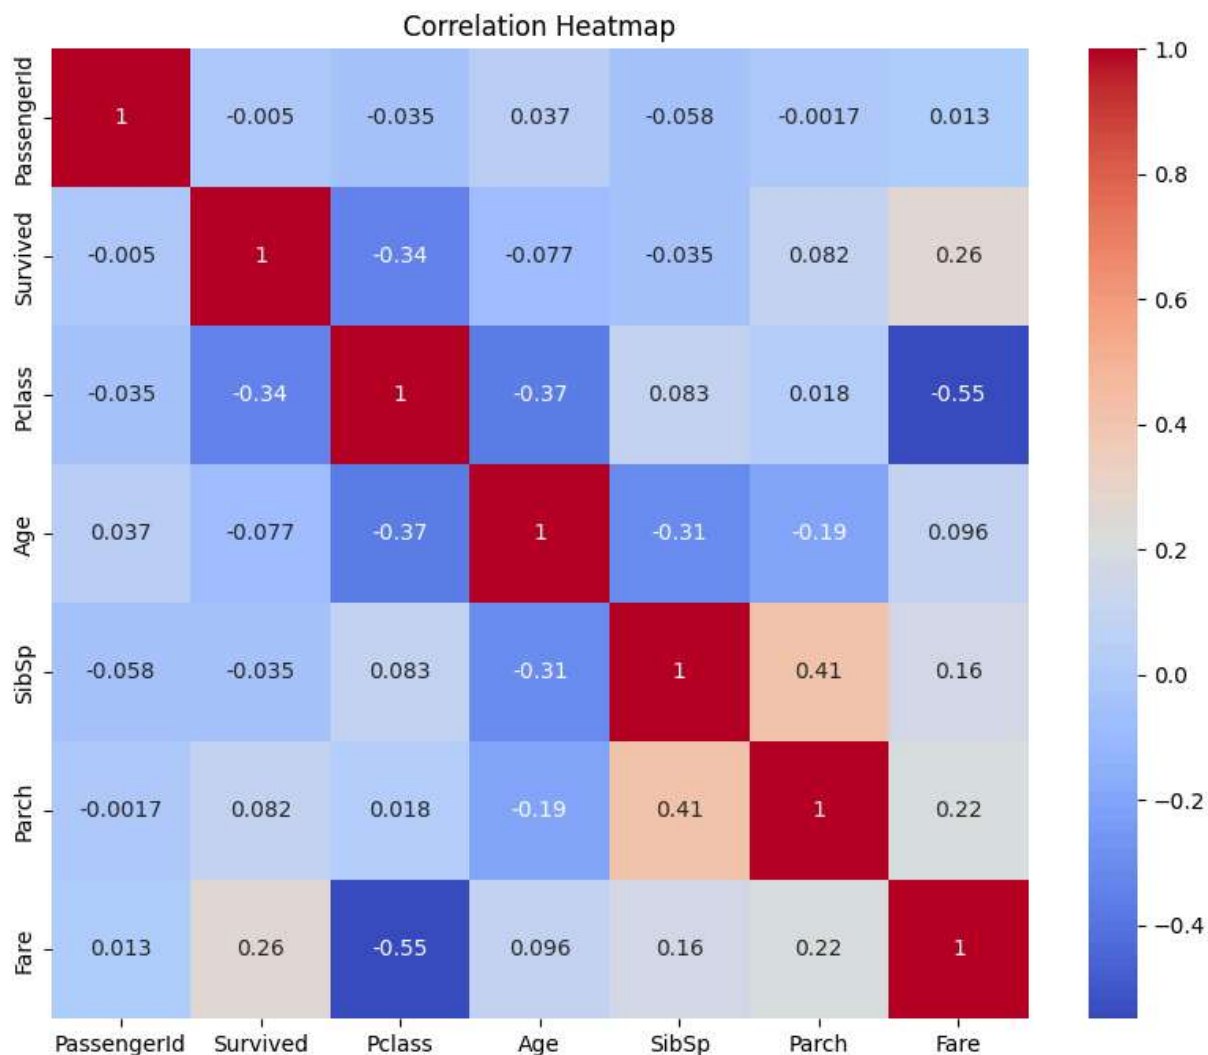 Correlation Heatmap
PassengerId 1 -0.005 -0.035 0.037 -0.058 -0.0017 0.013
Survived -0.005 1 -0.34 -0.077 -0.035 0.082 0.26
Pclass -0.035 -0.34 1 -0.37 0.083 0.018 -0.55
Age 0.037 -0.077 -0.37 1 -0.31 -0.19 0.096
SibSp -0.058 -0.035 0.083 -0.31 1 0.41 0.16
Parch -0.0017 0.082 0.018 -0.19 0.41 1 0.22
Fare 0.013 0.26 -0.55 0.096 0.16 0.22 1
PassengerId Survived Pclass Age SibSp Parch Fare
1.0
0.8
0.6
0.4
0.2
0.0
−0.2
−0.4